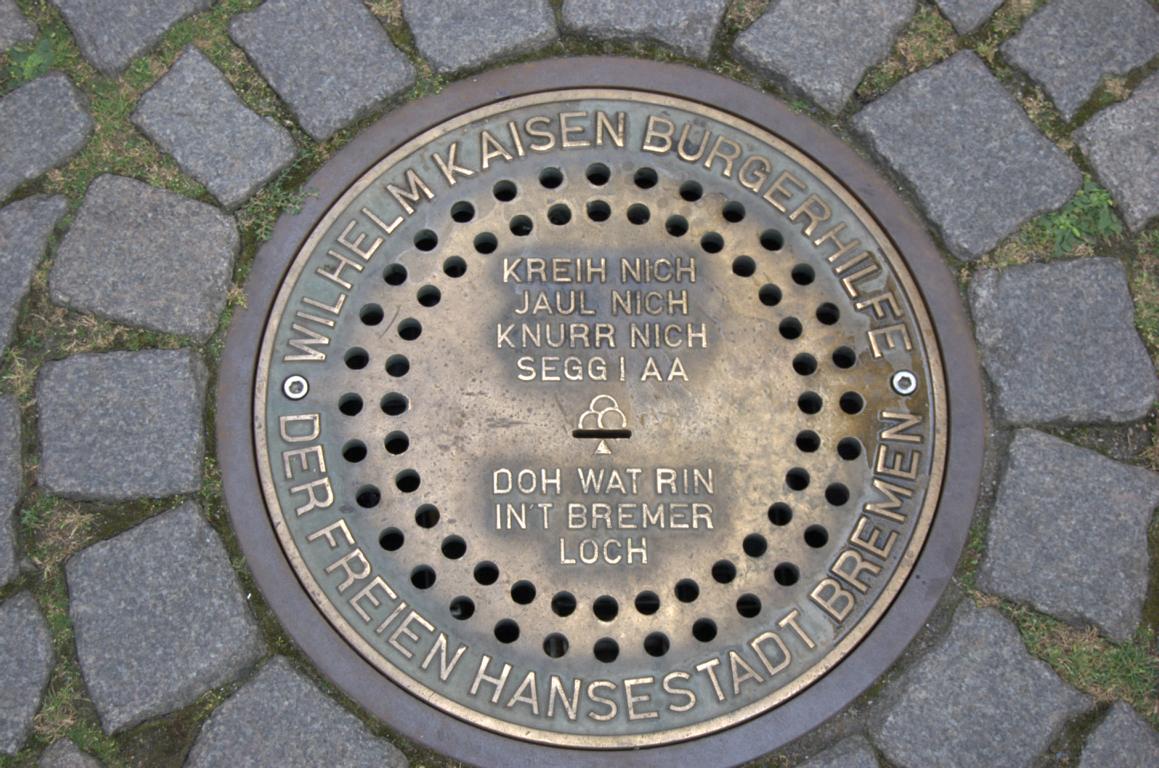 WILHELM KAISEN BÜRGERHILFE
KREIH NICH
JAUL NICH
KNURR NICH
SEGG I AA
DOH WAT RIN
IN'T BREMER
LOCH
DER FREIEN HANSESTADT BREMEN